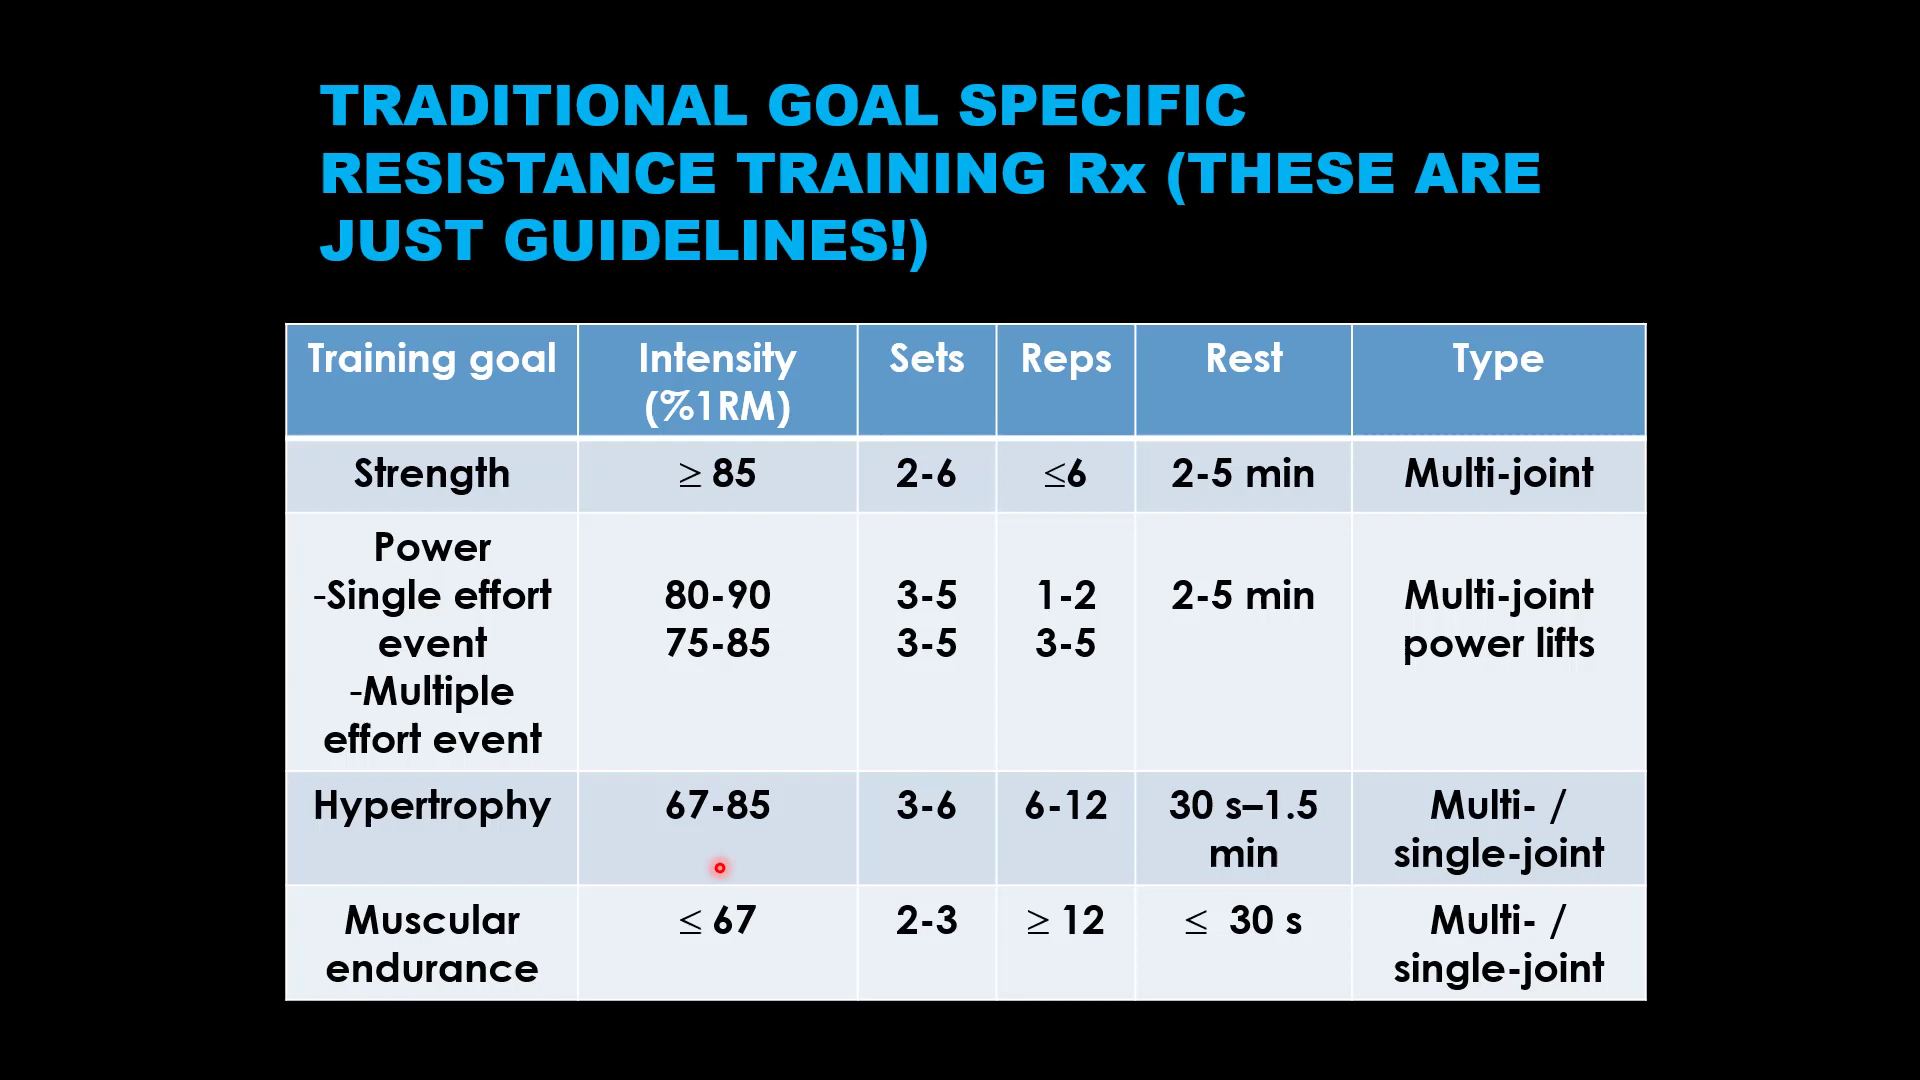 TRADITIONAL GOAL SPECIFIC
RESISTANCE TRAINING Rx (THESE ARE
JUST GUIDELINES!)
Training goal
Intensity
(%1RM)
Sets
Reps
Rest
Type
Strength
≥ 85
2-6
≤6
2-5 min
Multi-joint
Power
-Single effort
event
-Multiple
effort event
80-90
75-85
3-5
3-5
1-2
3-5
2-5 min
Multi-joint
power lifts
Hypertrophy
67-85
3-6
6-12
30 s–1.5
min
Multi- /
single-joint
Muscular
endurance
≤ 67
2-3
≥ 12
≤ 30 s
Multi- /
single-joint